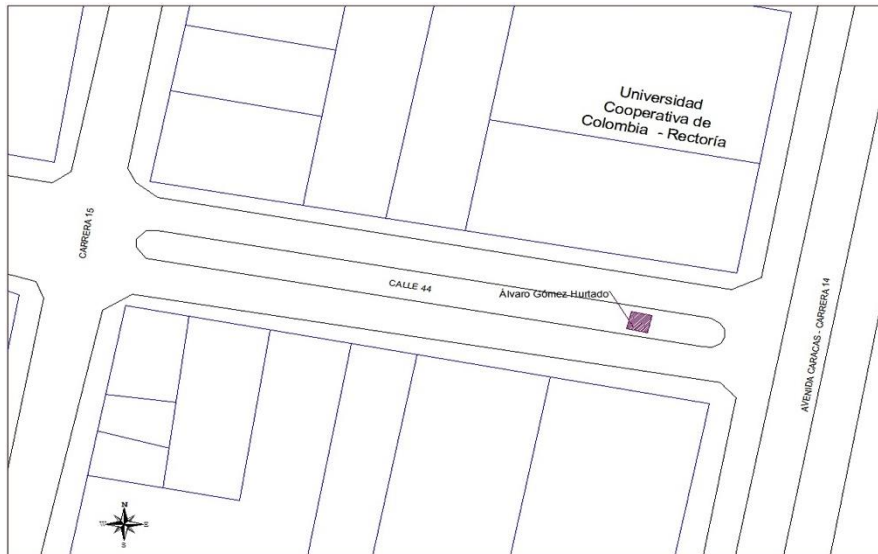 Universidad
Cooperativa de
Colombia - Rectoría
CARRERA 15
CALLE 44
Álvaro Gómez Hurtado
AVENIDA CARACAS - CARRERA 14
N
W
E
S